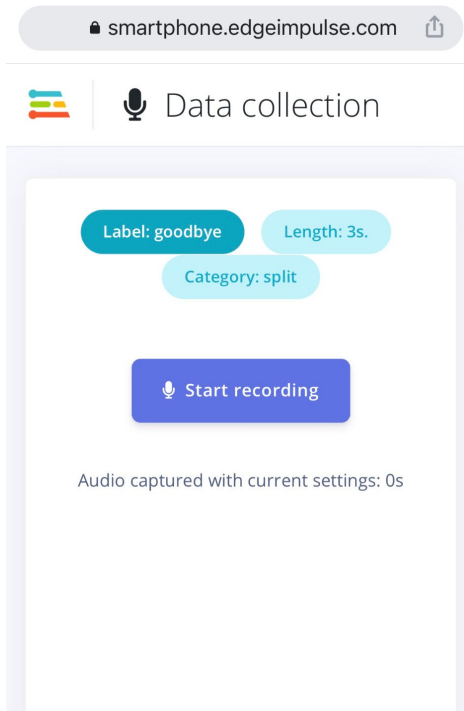 smartphone.edgeimpulse.com
Data collection
Label: goodbye Length: 3s.
Category: split
Start recording
Audio captured with current settings: 0s